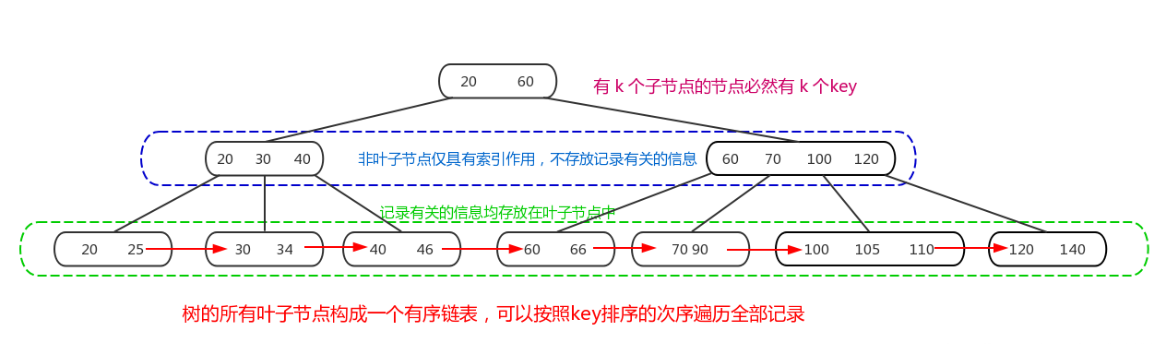 20 60
有 k 个子节点的节点必然有 k 个key
20 30 40
非叶子节点仅具有索引作用，不存放记录有关的信息
60 70 100 120
记录有关的信息均存放在叶子节点中
20 25
30 34
40 46
60 66
70 90
100 105 110
120 140
树的所有叶子节点构成一个有序链表，可以按照key排序的次序遍历全部记录